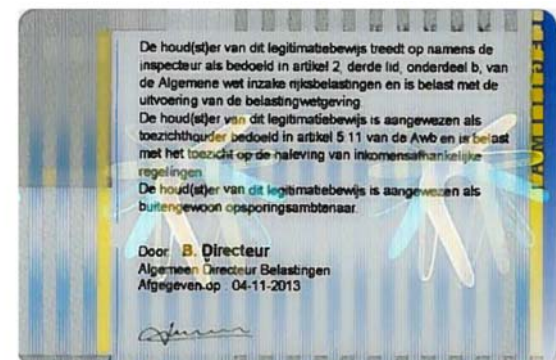 De houd(st)er van dit legitimatiebewijs treedt op namens de
inspecteur als bedoeld in artikel 2, derde lid, onderdeel b, van
de Algemene wet inzake rijksbelastingen en is belast met de
uitvoering van de belastingwetgeving.
De houd(st)er van dit legitimatiebewijs is aangewezen als
toezichthouder bedoeld in artikel 5:11 van de Awb en is belast
met het toezicht op de naleving van inkomensafhankelijke
regelingen
De houd(st)er van dit legitimatiebewijs is aangewezen als
buitengewoon opsporingsambtenaar.
Door: B. Directeur
Algemeen Directeur Belastingen
Afgegeven op : 04-11-2013